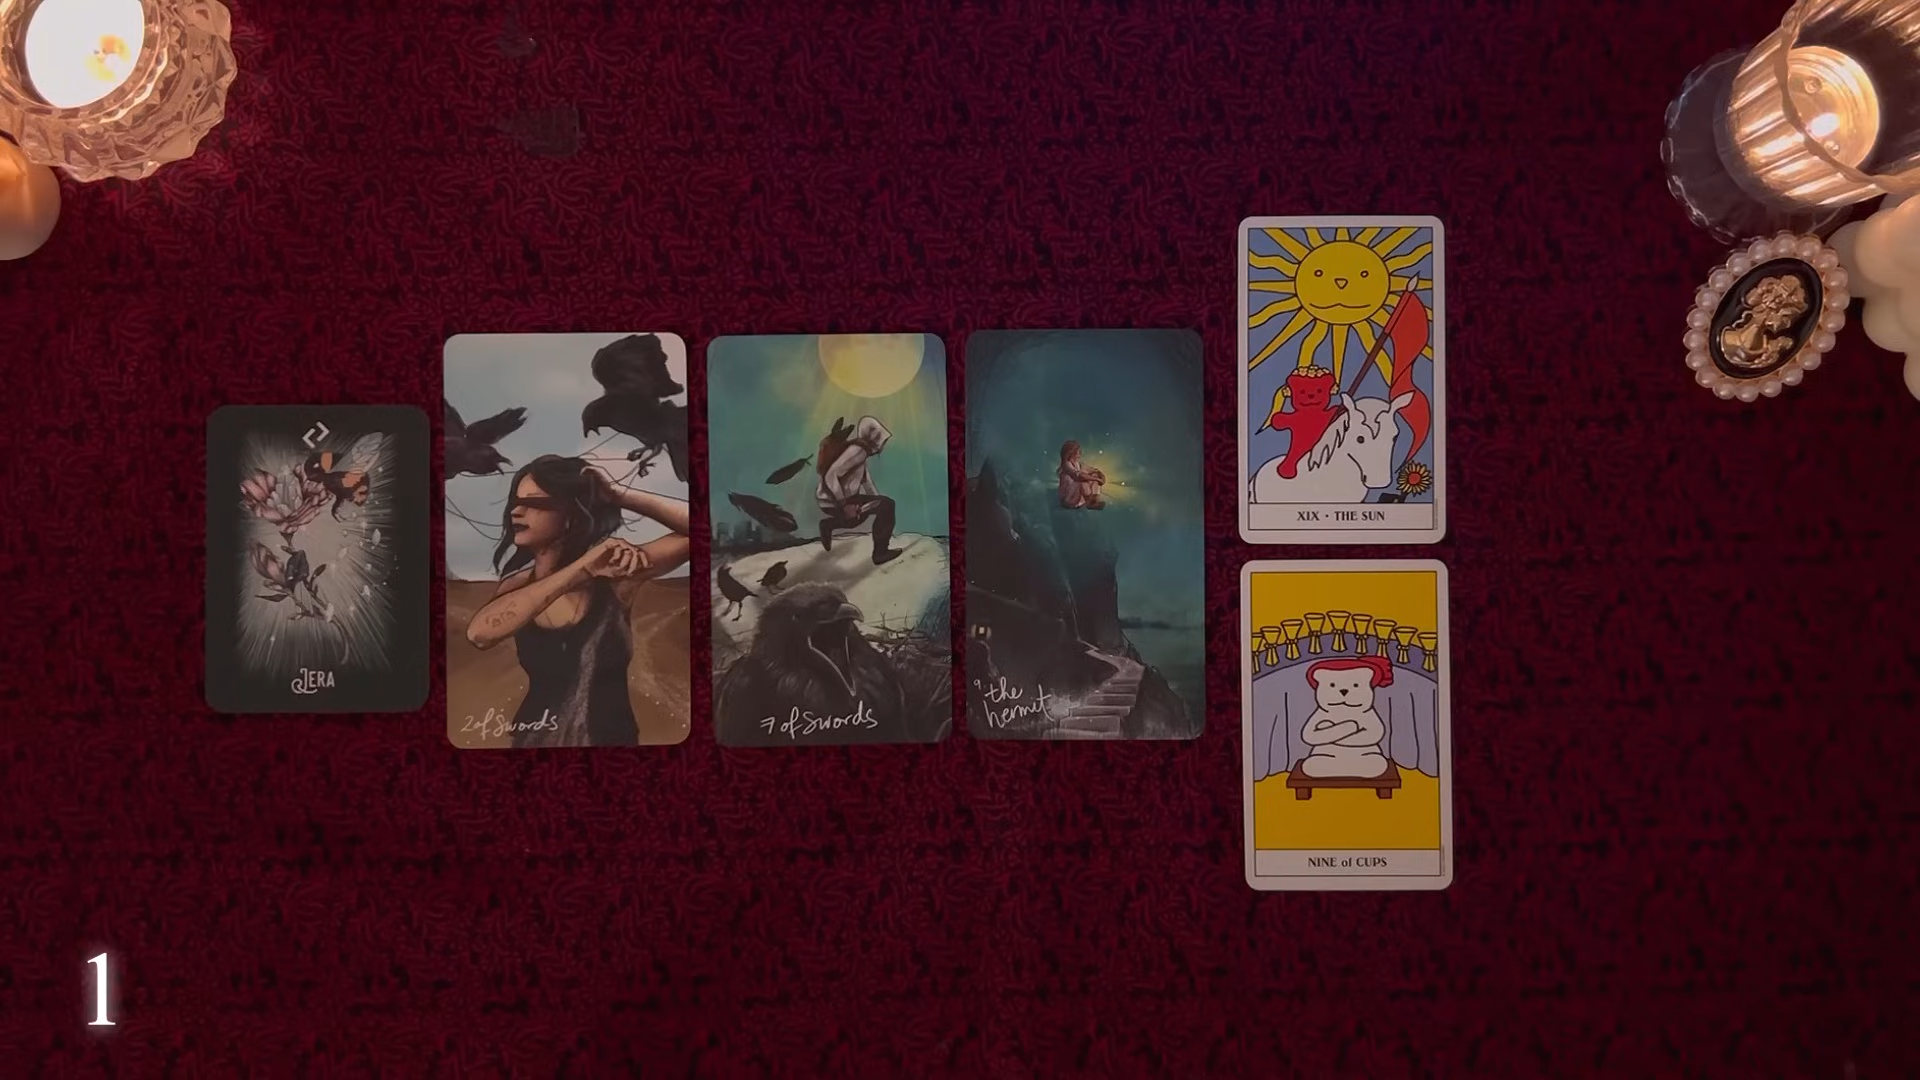 JERA
2 of Swords
7 of Swords
9
the
hermit
XIX • THE SUN
NINE of CUPS
1